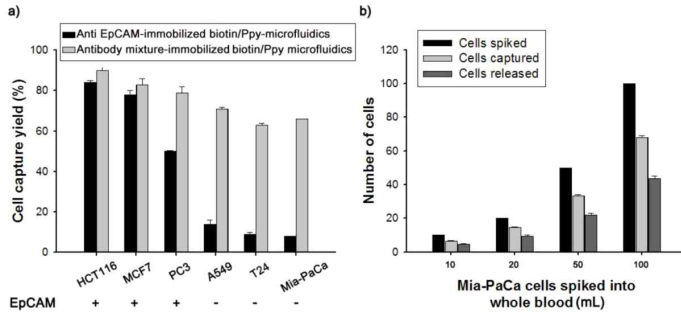 a)
Anti EpCAM-immobilized biotin/Ppy-microfluidics
Antibody mixture-immobilized biotin/Ppy microfluidics
Cell capture yield (%)
100
80
60
40
20
0
HCT116
MCF7
PC3
A549
T24
Mia-PaCa
EpCAM + + + - - -
b)
Cells spiked
Cells captured
Cells released
Number of cells
120
100
80
60
40
20
0
10 20 50 100
Mia-PaCa cells spiked into
whole blood (mL)